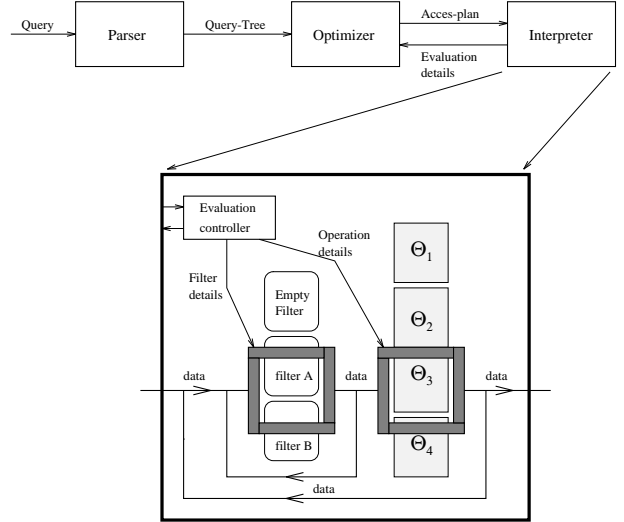 Query
Parser
Query-Tree
Optimizer
Acces-plan
Interpreter
Evaluation
details
Evaluation
controller
Operation
details
Filter
details
Empty
Filter
filter A
filter B
Θ1
Θ2
Θ3
Θ4
data
data
data
data